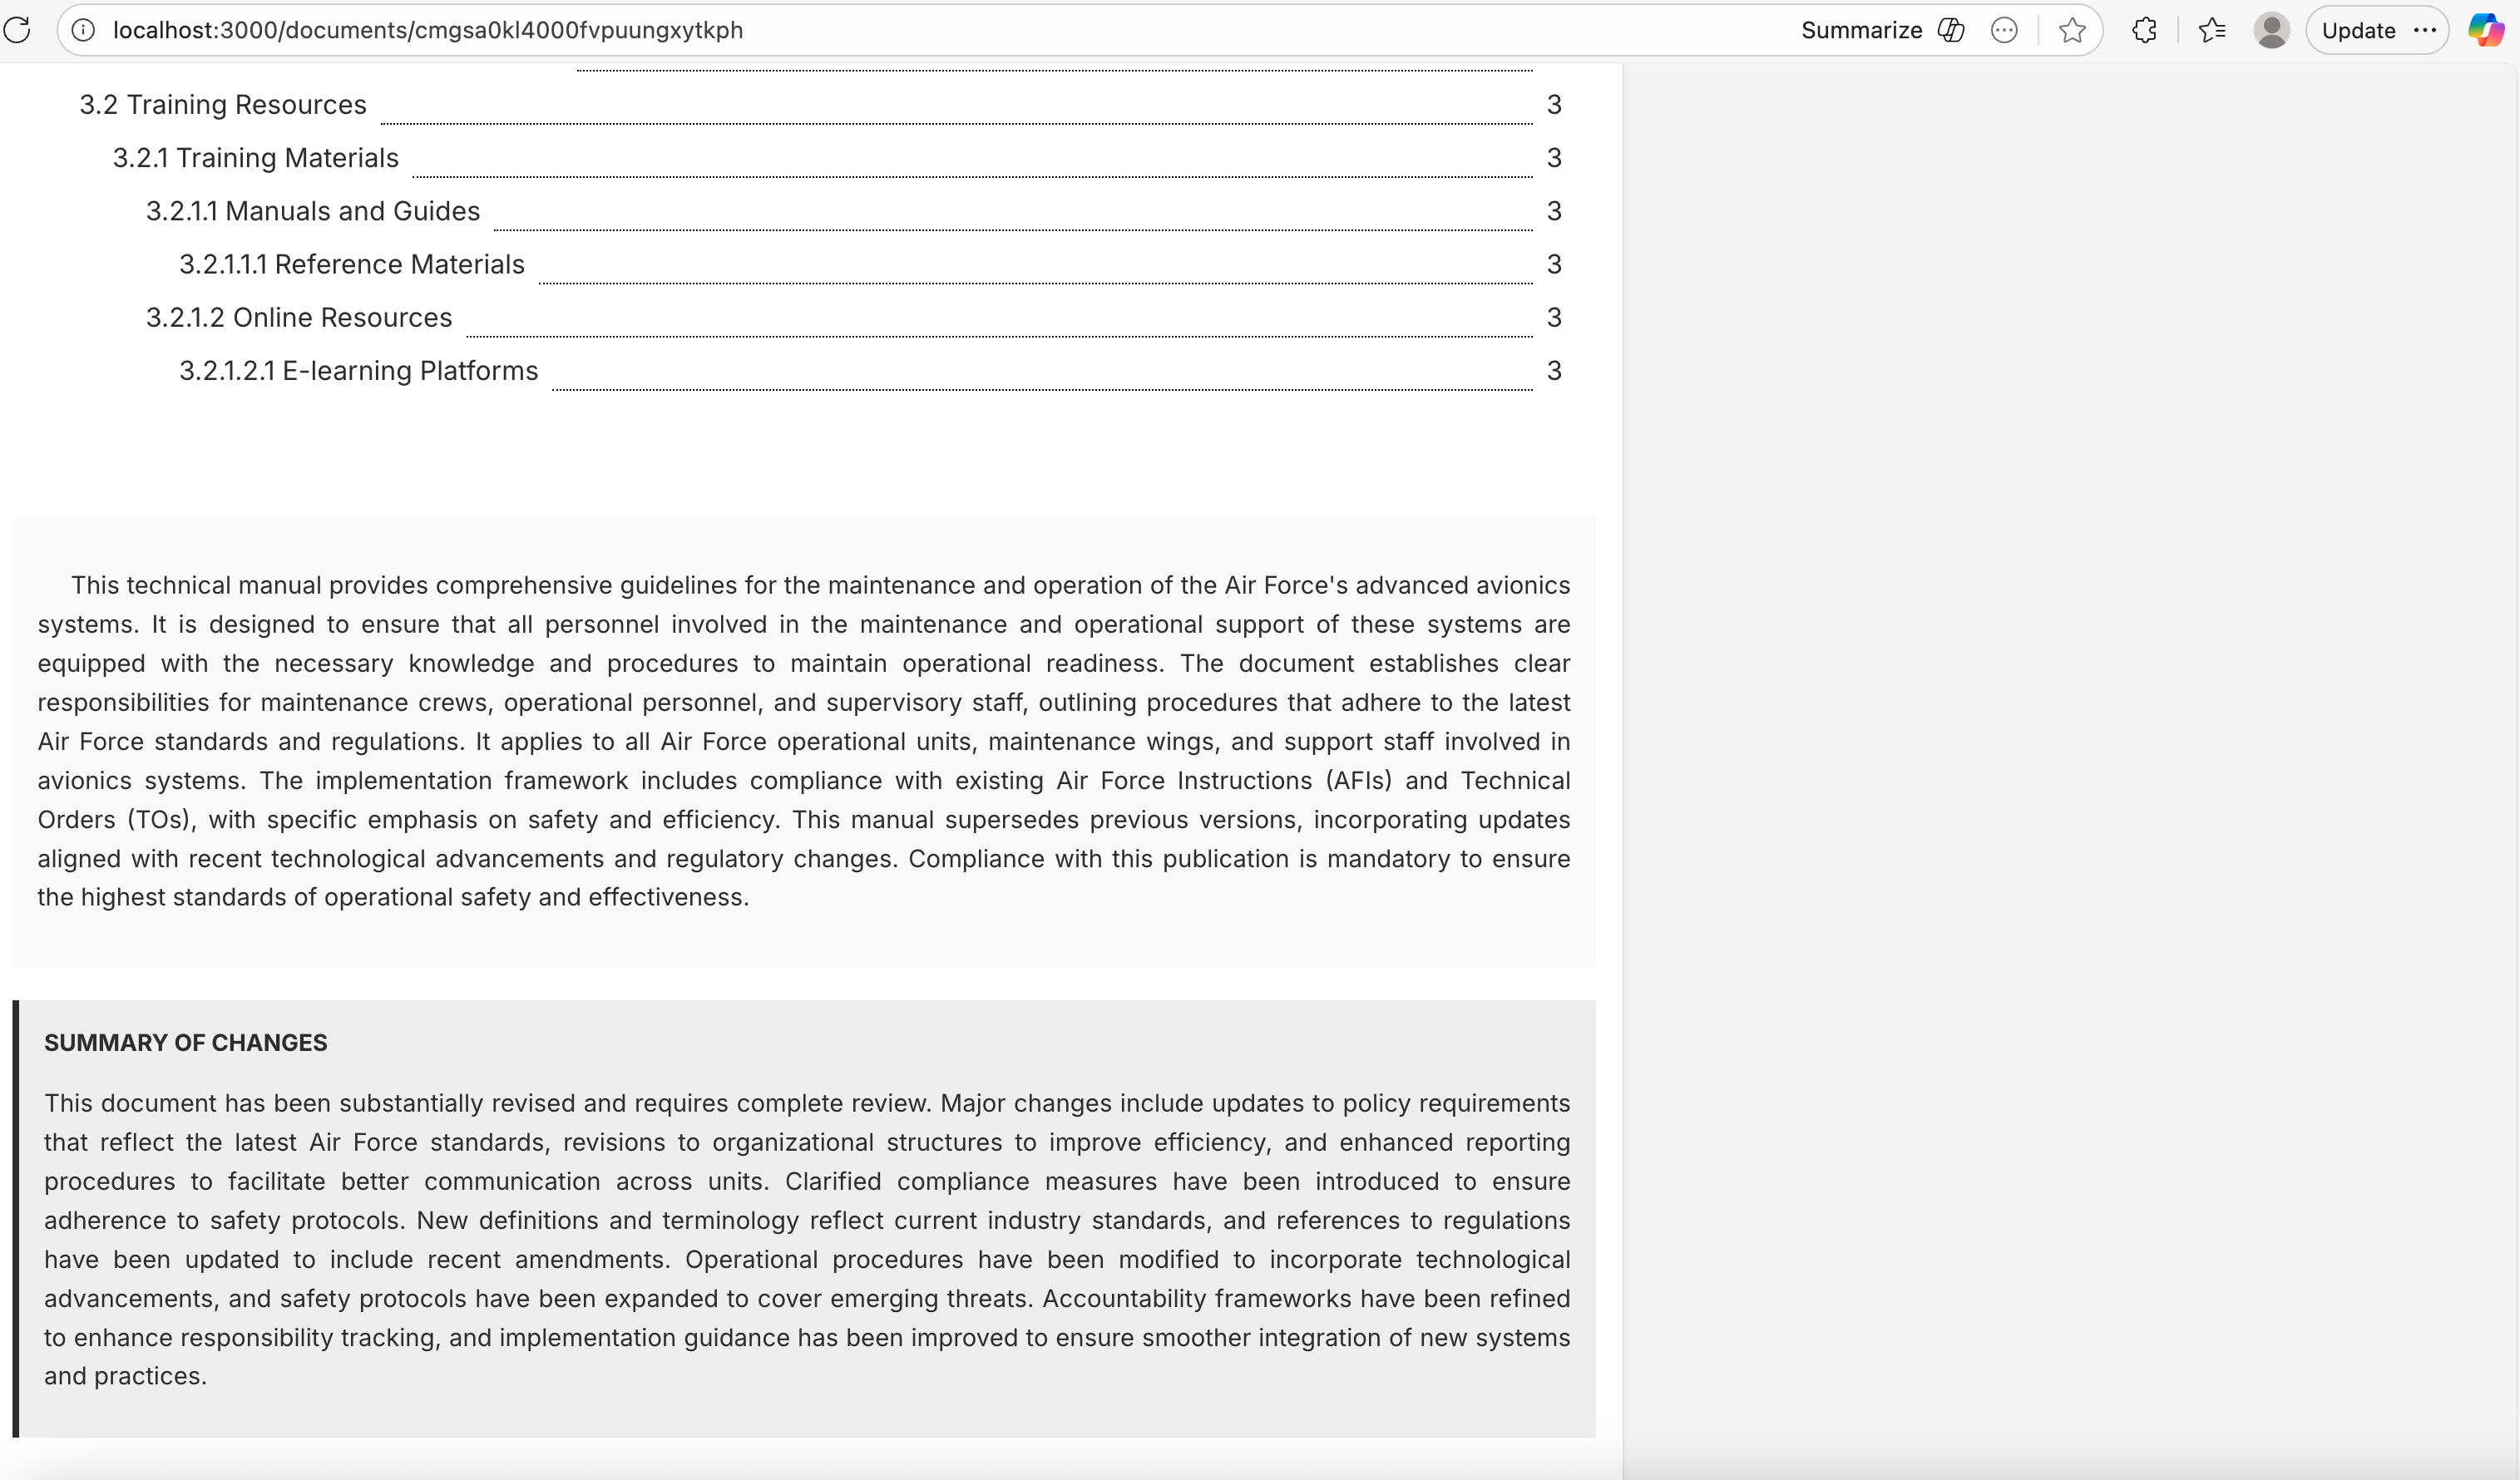 localhost:3000/documents/cmgsa0kl4000fvpuungxytkph
Summarize
Update
3.2 Training Resources 3
3.2.1 Training Materials 3
3.2.1.1 Manuals and Guides 3
3.2.1.1.1 Reference Materials 3
3.2.1.2 Online Resources 3
3.2.1.2.1 E-learning Platforms 3
This technical manual provides comprehensive guidelines for the maintenance and operation of the Air Force's advanced avionics
systems. It is designed to ensure that all personnel involved in the maintenance and operational support of these systems are
equipped with the necessary knowledge and procedures to maintain operational readiness. The document establishes clear
responsibilities for maintenance crews, operational personnel, and supervisory staff, outlining procedures that adhere to the latest
Air Force standards and regulations. It applies to all Air Force operational units, maintenance wings, and support staff involved in
avionics systems. The implementation framework includes compliance with existing Air Force Instructions (AFIs) and Technical
Orders (TOs), with specific emphasis on safety and efficiency. This manual supersedes previous versions, incorporating updates
aligned with recent technological advancements and regulatory changes. Compliance with this publication is mandatory to ensure
the highest standards of operational safety and effectiveness.
SUMMARY OF CHANGES
This document has been substantially revised and requires complete review. Major changes include updates to policy requirements
that reflect the latest Air Force standards, revisions to organizational structures to improve efficiency, and enhanced reporting
procedures to facilitate better communication across units. Clarified compliance measures have been introduced to ensure
adherence to safety protocols. New definitions and terminology reflect current industry standards, and references to regulations
have been updated to include recent amendments. Operational procedures have been modified to incorporate technological
advancements, and safety protocols have been expanded to cover emerging threats. Accountability frameworks have been refined
to enhance responsibility tracking, and implementation guidance has been improved to ensure smoother integration of new systems
and practices.